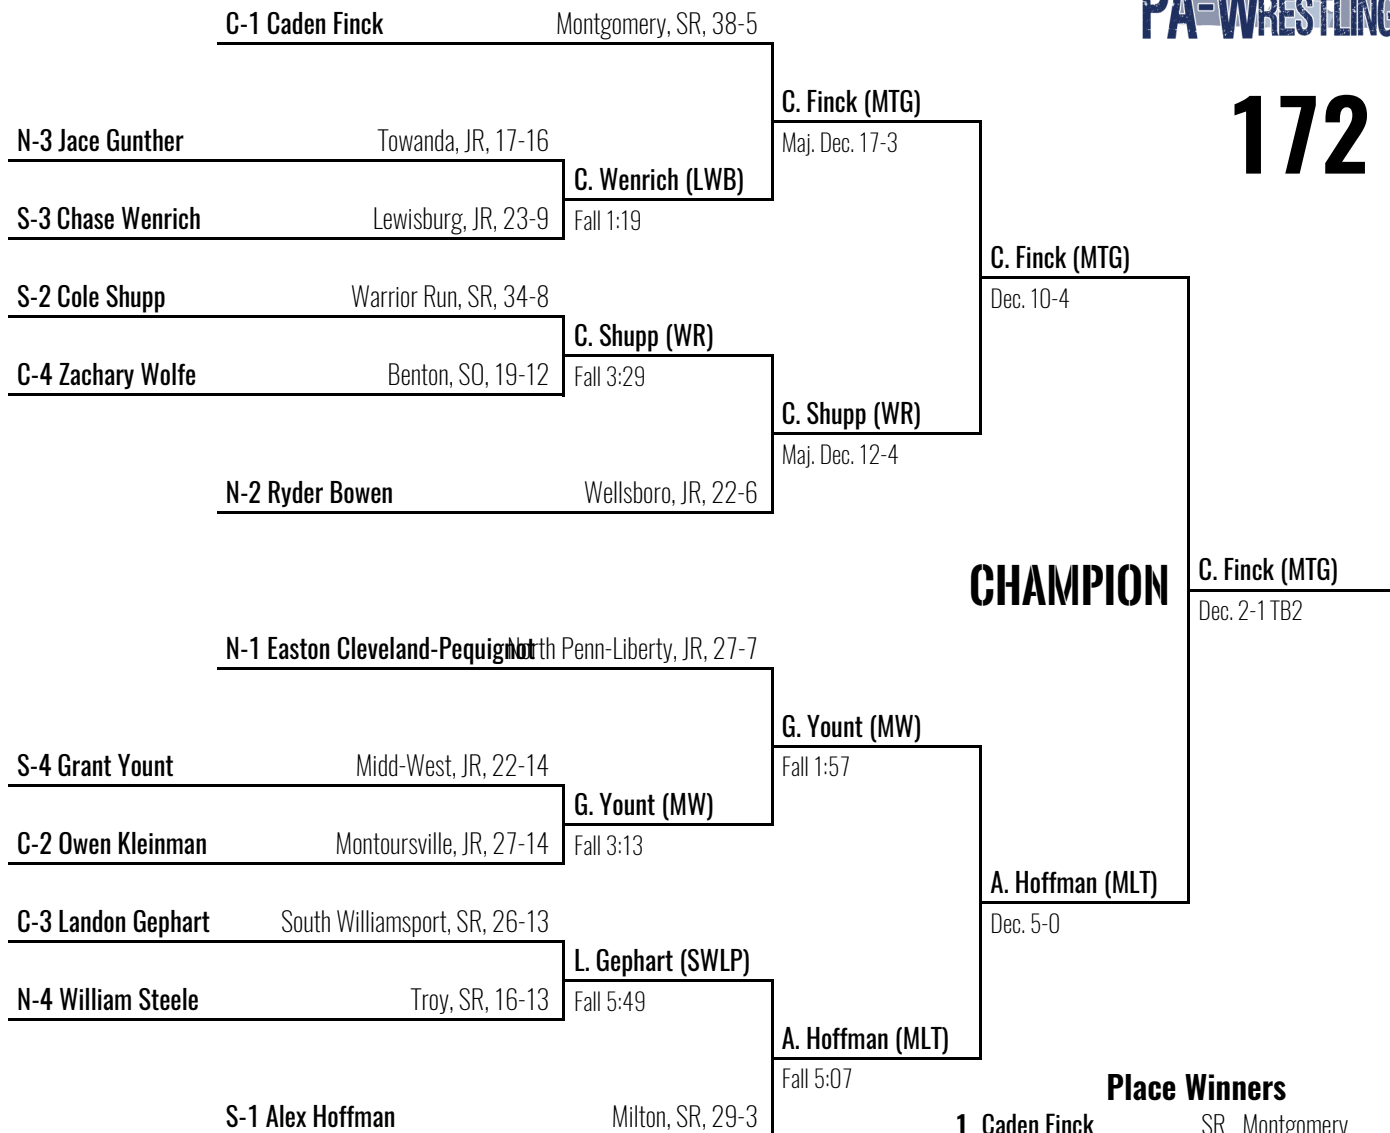 PA-WRESTLING
172
C-1 Caden Finck Montgomery, SR, 38-5
C. Finck (MTG)
Maj. Dec. 17-3
N-3 Jace Gunther Towanda, JR, 17-16
C. Wenrich (LWB)
Fall 1:19
S-3 Chase Wenrich Lewisburg, JR, 23-9
C. Finck (MTG)
Dec. 10-4
S-2 Cole Shupp Warrior Run, SR, 34-8
C. Shupp (WR)
Fall 3:29
C-4 Zachary Wolfe Benton, SO, 19-12
C. Shupp (WR)
Maj. Dec. 12-4
N-2 Ryder Bowen Wellsboro, JR, 22-6
CHAMPION
C. Finck (MTG)
Dec. 2-1 TB2
N-1 Easton Cleveland-Pequignot North Penn-Liberty, JR, 27-7
G. Yount (MW)
Fall 1:57
S-4 Grant Yount Midd-West, JR, 22-14
G. Yount (MW)
Fall 3:13
C-2 Owen Kleinman Montoursville, JR, 27-14
A. Hoffman (MLT)
Dec. 5-0
C-3 Landon Gephart South Williamsport, SR, 26-13
L. Gephart (SWLP)
Fall 5:49
N-4 William Steele Troy, SR, 16-13
A. Hoffman (MLT)
Fall 5:07
S-1 Alex Hoffman Milton, SR, 29-3
Place Winners
1 Caden Finck SR Montgomery